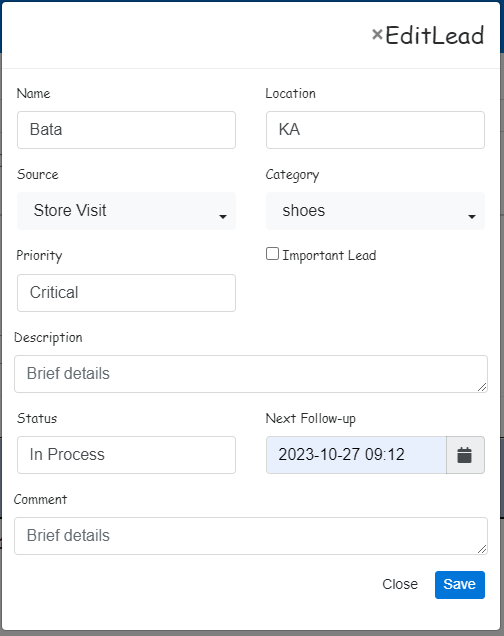 ×EditLead
Name Location
Bata KA
Source Category
Store Visit shoes
Priority Important Lead
Critical
Description
Brief details
Status Next Follow-up
In Process 2023-10-27 09:12
Comment
Brief details
Close Save